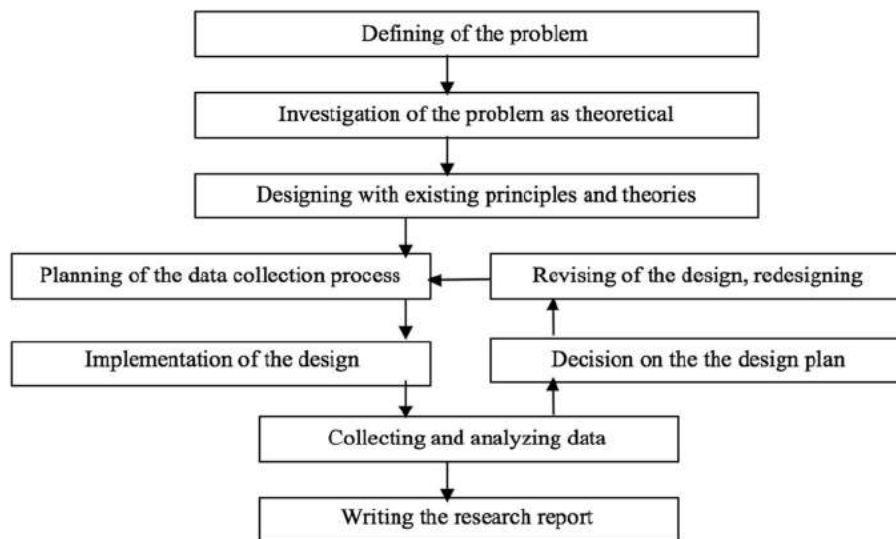 Defining of the problem
Investigation of the problem as theoretical
Designing with existing principles and theories
Planning of the data collection process
Revising of the design, redesigning
Implementation of the design
Decision on the the design plan
Collecting and analyzing data
Writing the research report